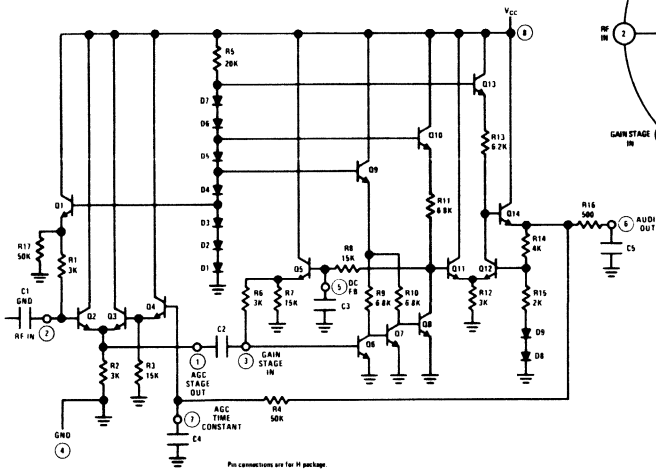 VCC
8
R5
20K
D7
D6
D5
D4
D3
D2
D1
Q13
Q10
Q9
R13
6.2K
R11
6.8K
RF
IN
2
GAIN STAGE
IN
Q1
R17
50K
R1
3K
C1
GND
RF IN
2
Q2
Q3
Q4
R2
3K
R3
15K
1
AGC
STAGE
OUT
C2
3
GAIN
STAGE
IN
GND
4
7
AGC
TIME
CONSTANT
C4
R4
50K
R6
3K
R7
15K
Q5
R8
15K
5
DC
FB
C3
R9
6.8K
R10
6.8K
Q6
Q7
Q8
Q11
Q12
R12
3K
Q14
R14
4K
R15
2K
D9
D8
R16
500
6
AUDI
OUT
C5
Pin connections are for H package.